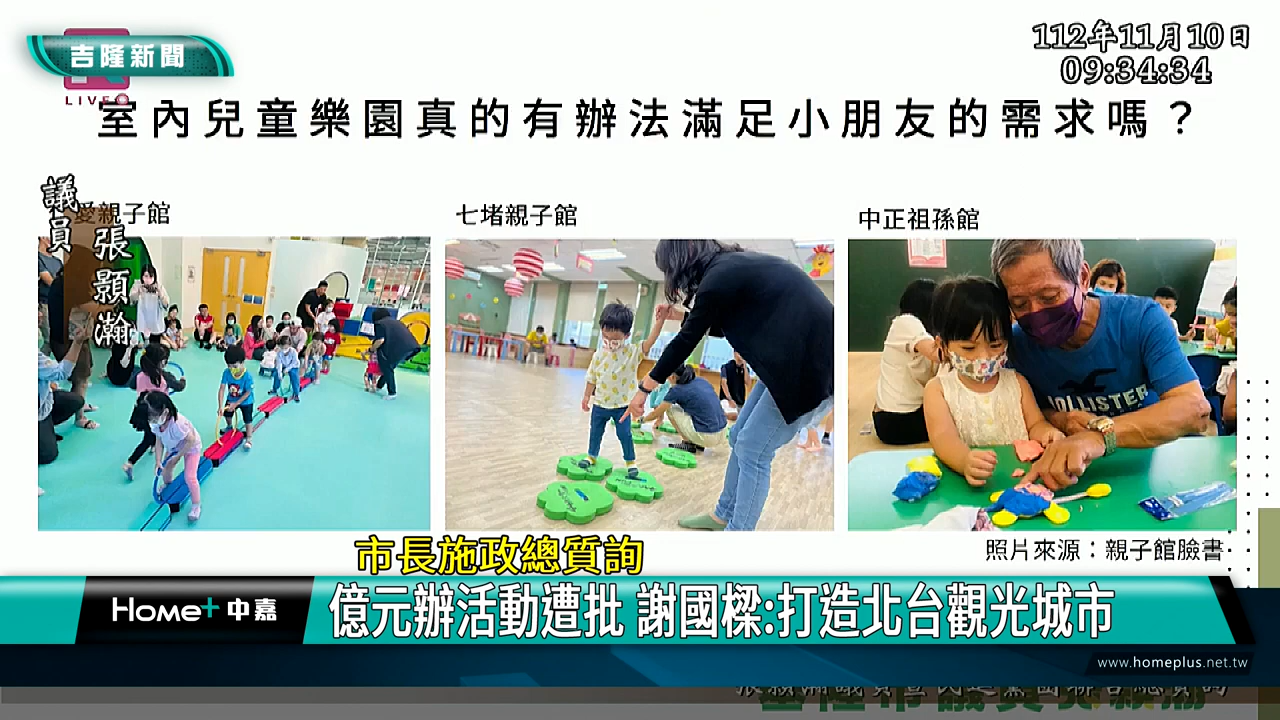 吉隆新聞
LIVE
112年11月10日
09:34:34
室內兒童樂園真的有辦法滿足小朋友的需求嗎？
議員
張顥瀚
愛親子館
七堵親子館
中正祖孫館
HOLLISTER
照片來源：親子館臉書
市長施政總質詢
Home+中嘉
億元辦活動遭批 謝國樑:打造北台觀光城市
www.homeplus.net.tw